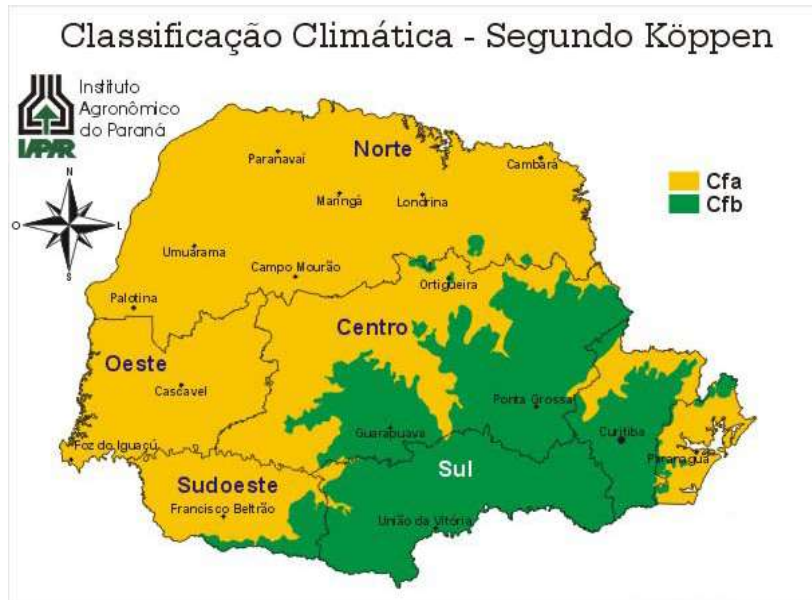 Classificação Climática - Segundo Köppen
Instituto
Agronômico
do Paraná
IAPAR
N
O
L
S
Cfa
Cfb
Norte
Paranavaí
Cambará
Maringá
Londrina
Umuarama
Campo Mourão
Ortigueira
Palotina
Centro
Oeste
Cascavel
Ponta Grossa
Guarapuava
Curitiba
Foz do Iguaçú
Paranaguá
Sul
Sudoeste
Francisco Beltrão
União da Vitória